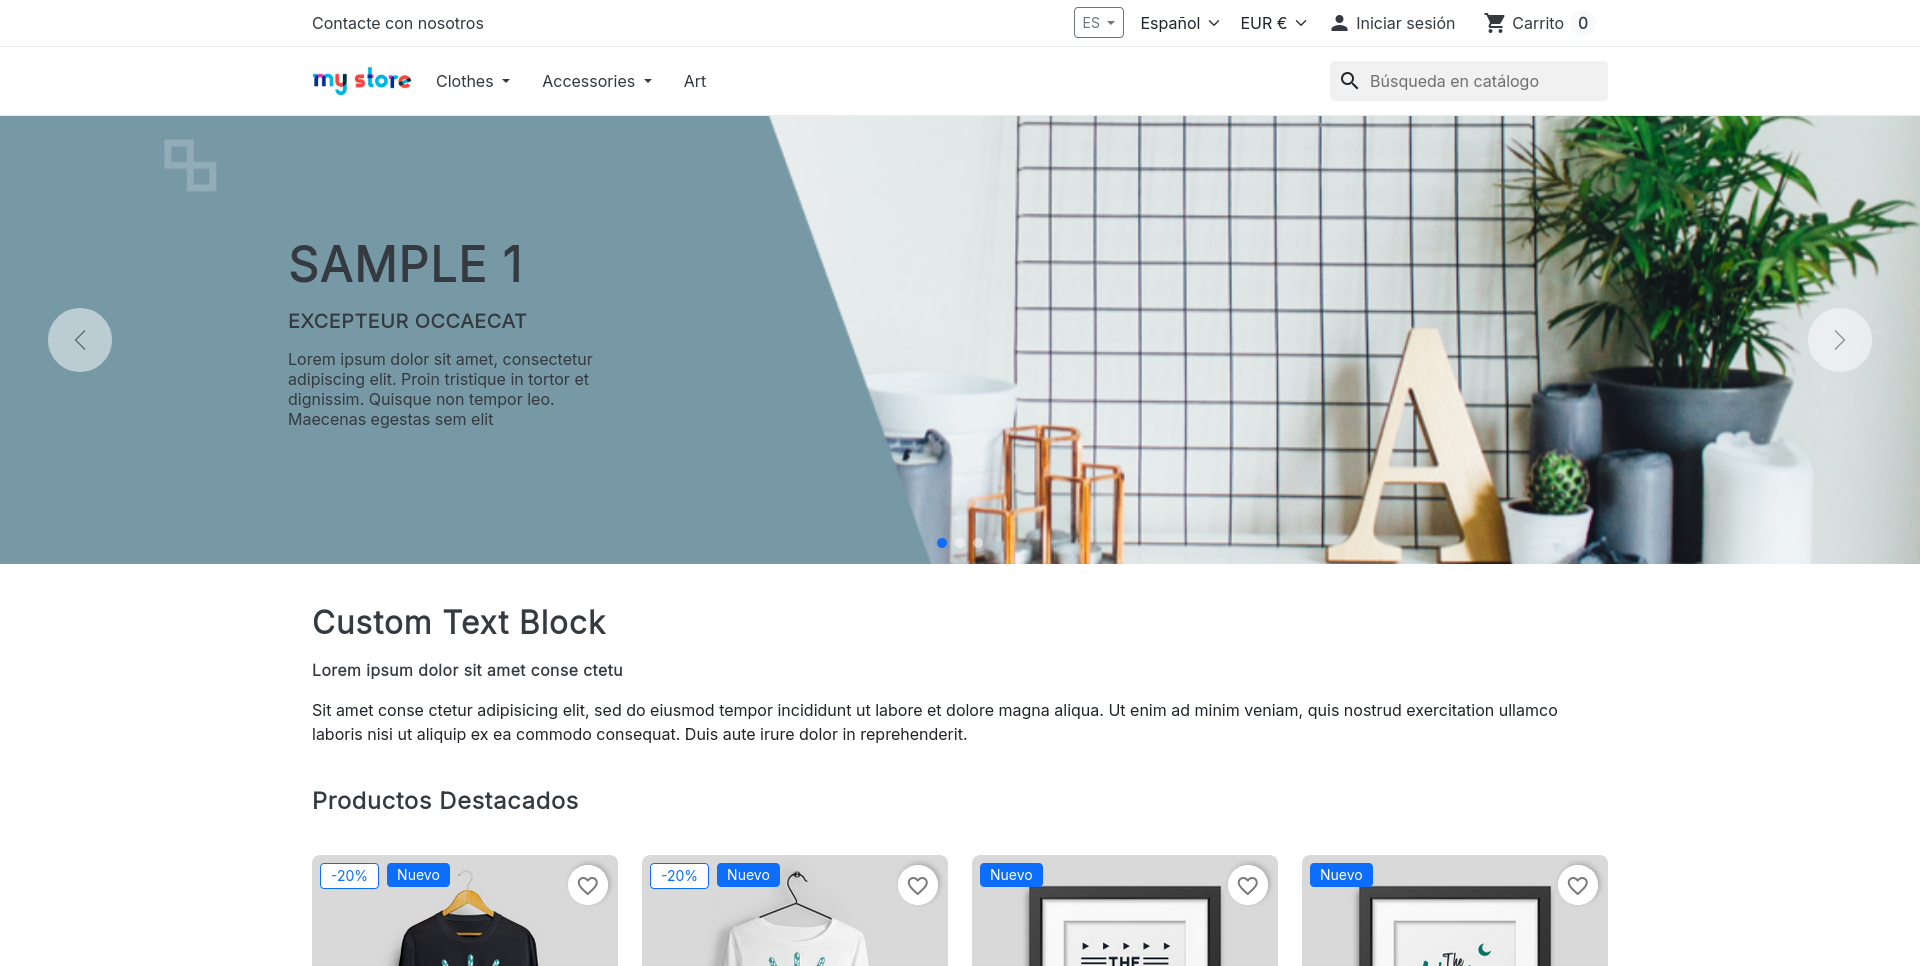 Contacte con nosotros
ES
Español
EUR €
Iniciar sesión
Carrito 0
my store
Clothes
Accessories
Art
Búsqueda en catálogo
SAMPLE 1
EXCEPTEUR OCCAECAT
Lorem ipsum dolor sit amet, consectetur
adipiscing elit. Proin tristique in tortor et
dignissim. Quisque non tempor leo.
Maecenas egestas sem elit
A
Custom Text Block
Lorem ipsum dolor sit amet conse ctetu
Sit amet conse ctetur adipisicing elit, sed do eiusmod tempor incididunt ut labore et dolore magna aliqua. Ut enim ad minim veniam, quis nostrud exercitation ullamco
laboris nisi ut aliquip ex ea commodo consequat. Duis aute irure dolor in reprehenderit.
Productos Destacados
-20%
Nuevo
-20%
Nuevo
Nuevo
THE
Nuevo
The